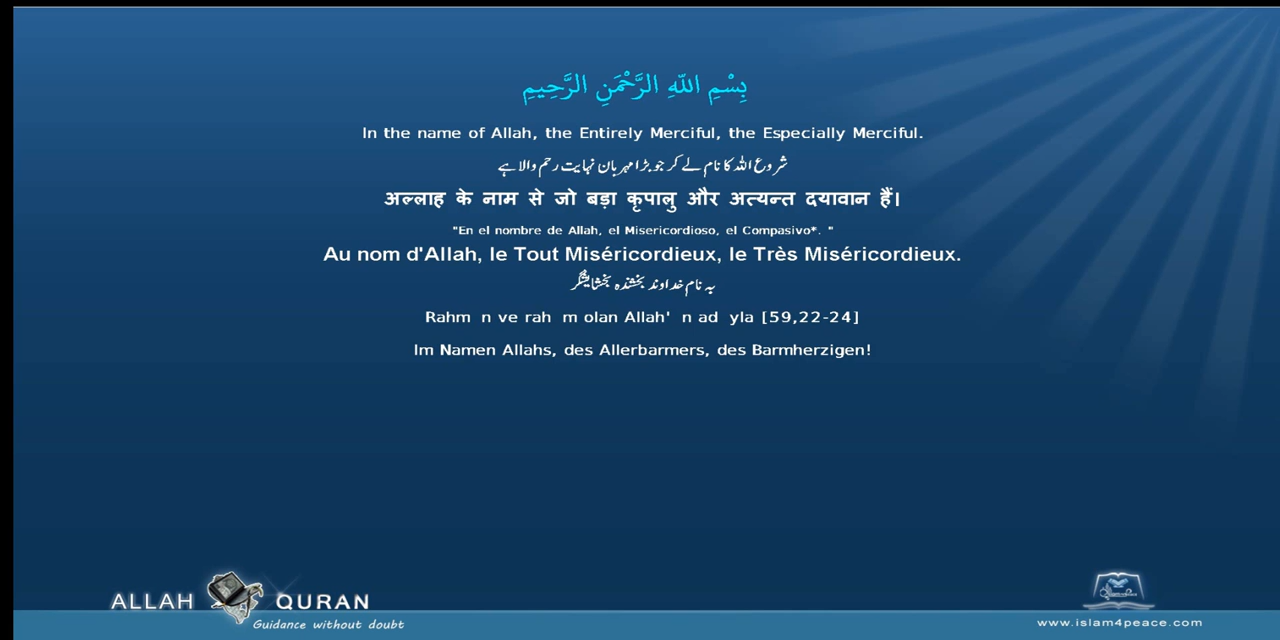 بِسْمِ اللَّهِ الرَّحْمَنِ الرَّحِيمِ
In the name of Allah, the Entirely Merciful, the Especially Merciful.
شروع الله کا نام لے کر جو بڑا مہربان نہایت رحم والا ہے
अल्लाह के नाम से जो बड़ा कृपालु और अत्यन्त दयावान हैं।
"En el nombre de Allah, el Misericordioso, el Compasivo*. "
Au nom d'Allah, le Tout Miséricordieux, le Très Miséricordieux.
به نام خداوند بخشنده بخشایشگر
Rahm n ve rah m olan Allah' n ad yla [59,22-24]
Im Namen Allahs, des Allerbarmers, des Barmherzigen!
ALLAH QURAN
Guidance without doubt
www.islam4peace.com